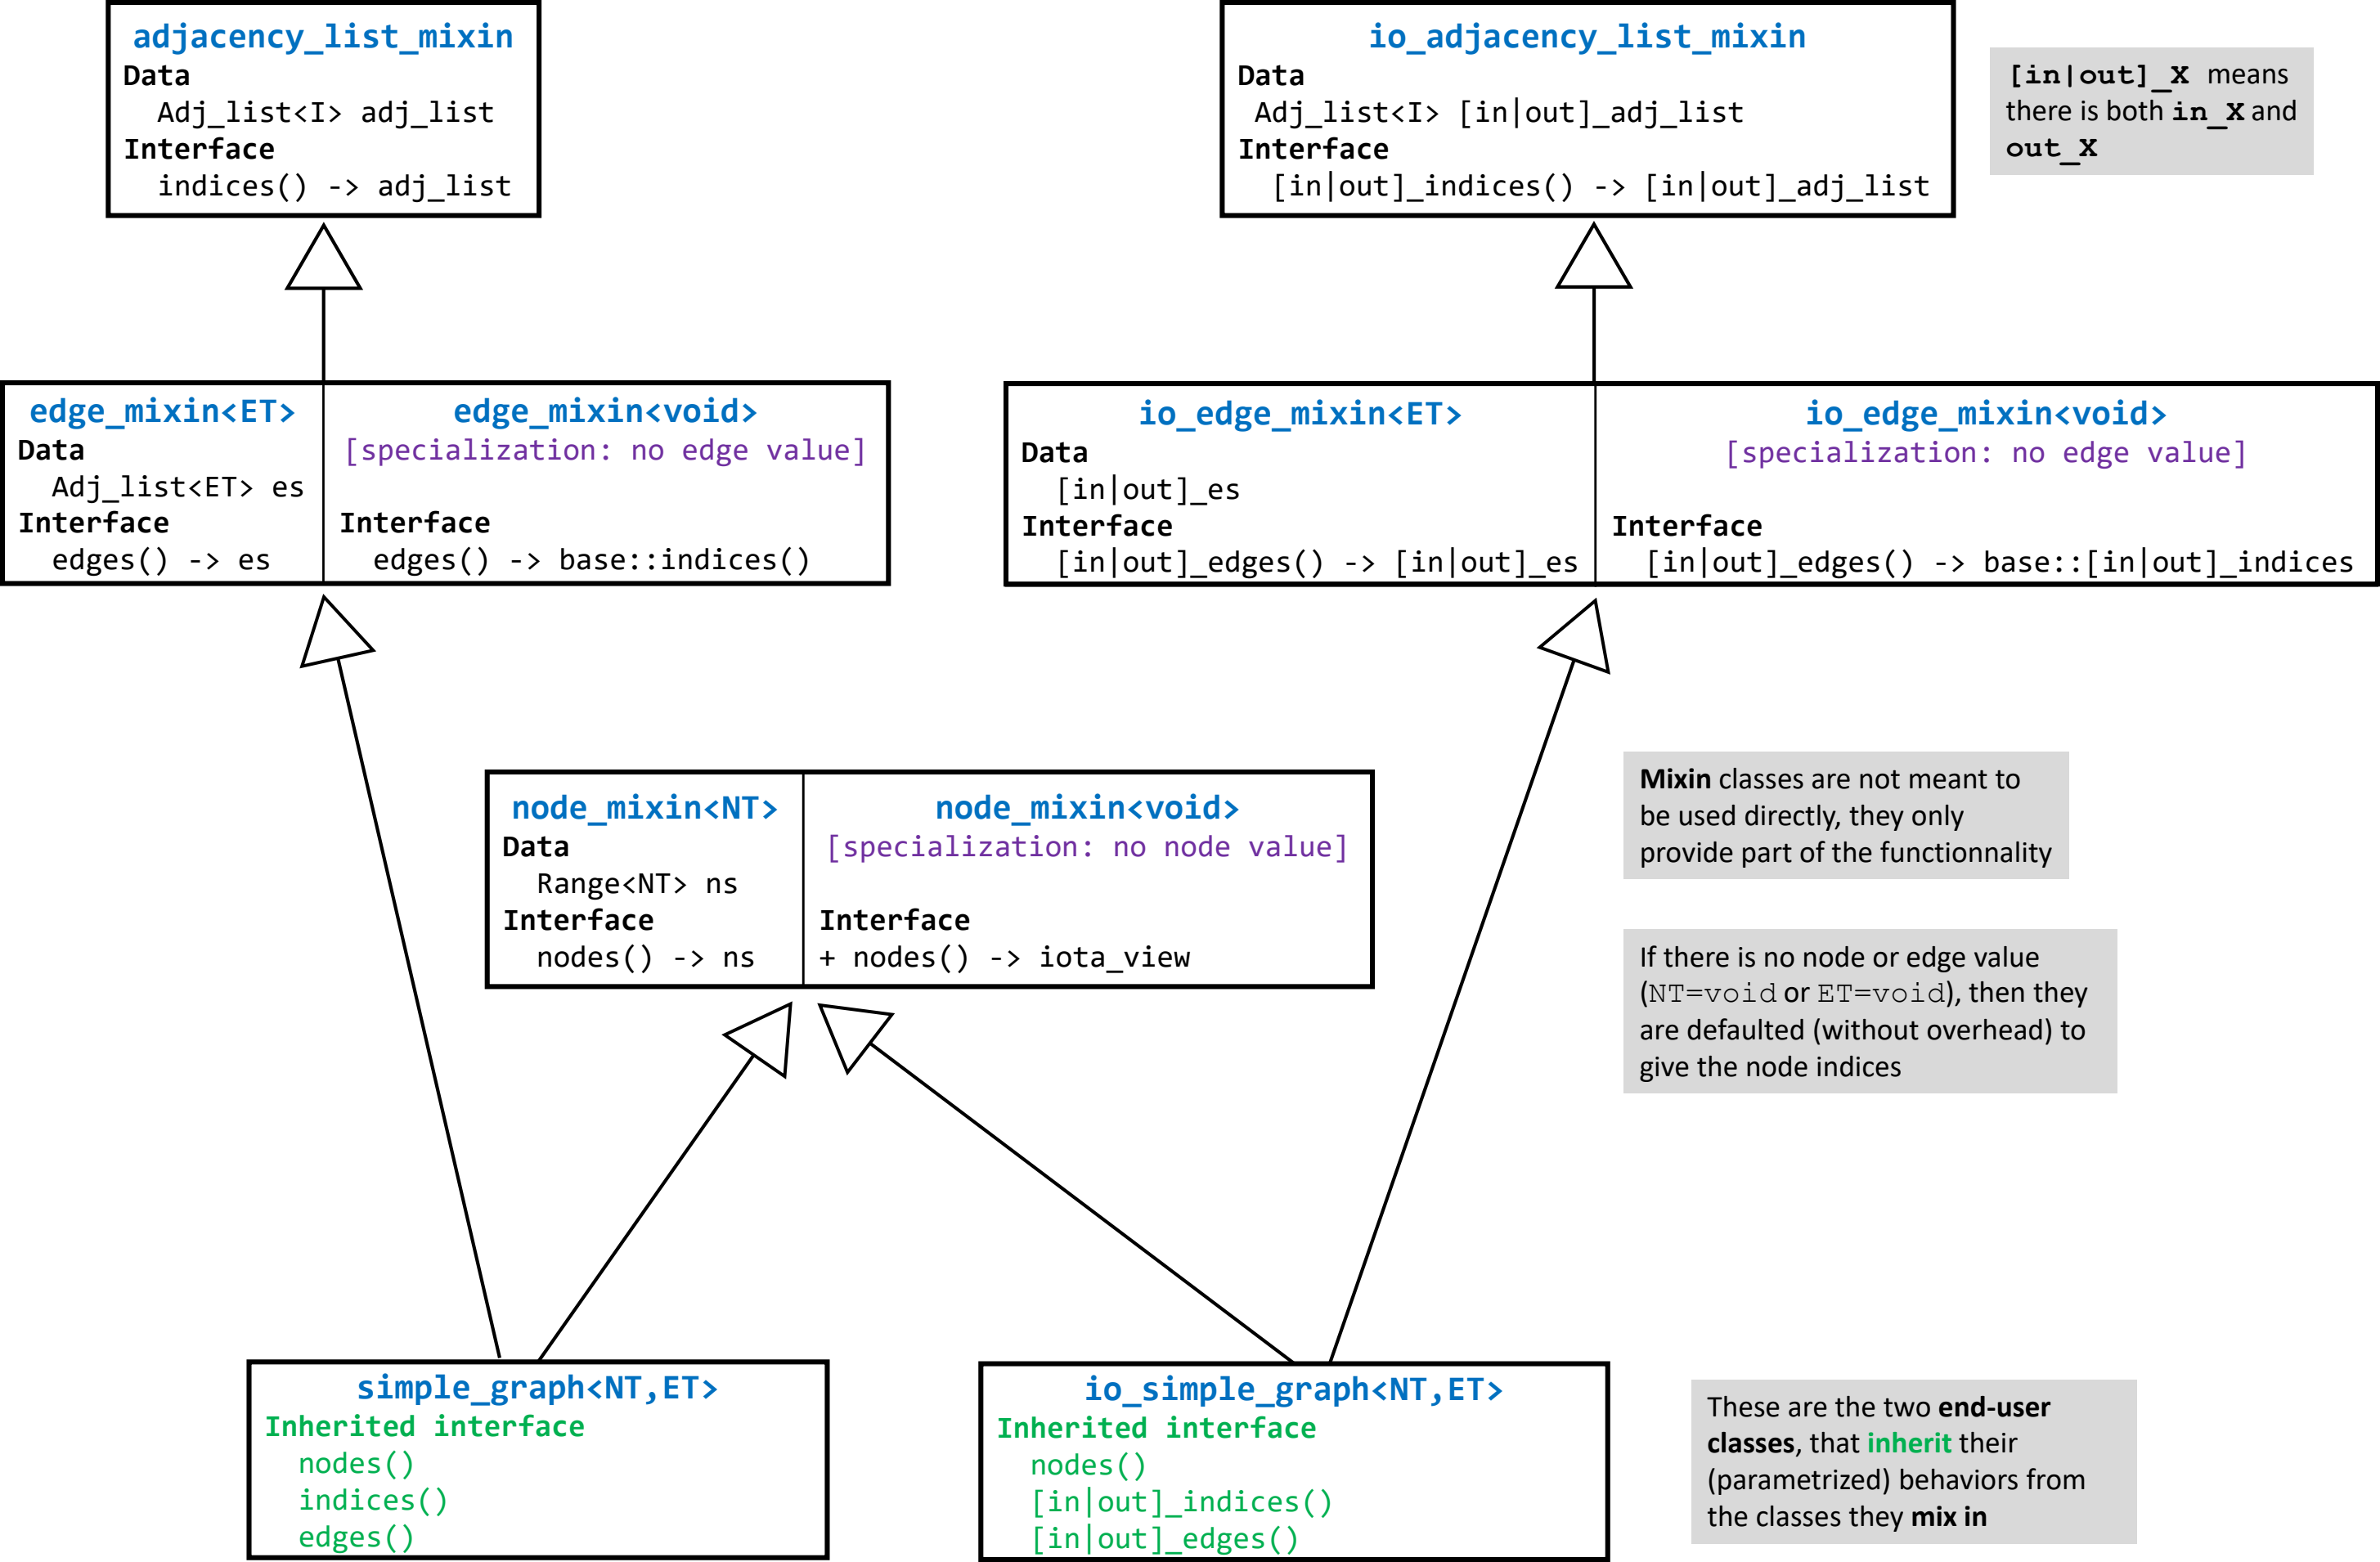 adjacency_list_mixin
Data
Adj_list<I> adj_list
Interface
indices() -> adj_list
io_adjacency_list_mixin
Data
Adj_list<I> [in|out]_adj_list
Interface
[in|out]_indices() -> [in|out]_adj_list
[in|out]_X means
there is both in_X and
out_X
edge_mixin<ET>
Data
Adj_list<ET> es
Interface
edges() -> es
edge_mixin<void>
[specialization: no edge value]
Interface
edges() -> base::indices()
io_edge_mixin<ET>
Data
[in|out]_es
Interface
[in|out]_edges() -> [in|out]_es
io_edge_mixin<void>
[specialization: no edge value]
Interface
[in|out]_edges() -> base::[in|out]_indices
node_mixin<NT>
Data
Range<NT> ns
Interface
nodes() -> ns
node_mixin<void>
[specialization: no node value]
Interface
+ nodes() -> iota_view
Mixin classes are not meant to
be used directly, they only
provide part of the functionnality
If there is no node or edge value
(NT=void or ET=void), then they
are defaulted (without overhead) to
give the node indices
simple_graph<NT,ET>
Inherited interface
nodes()
indices()
edges()
io_simple_graph<NT,ET>
Inherited interface
nodes()
[in|out]_indices()
[in|out]_edges()
These are the two end-user
classes, that inherit their
(parametrized) behaviors from
the classes they mix in